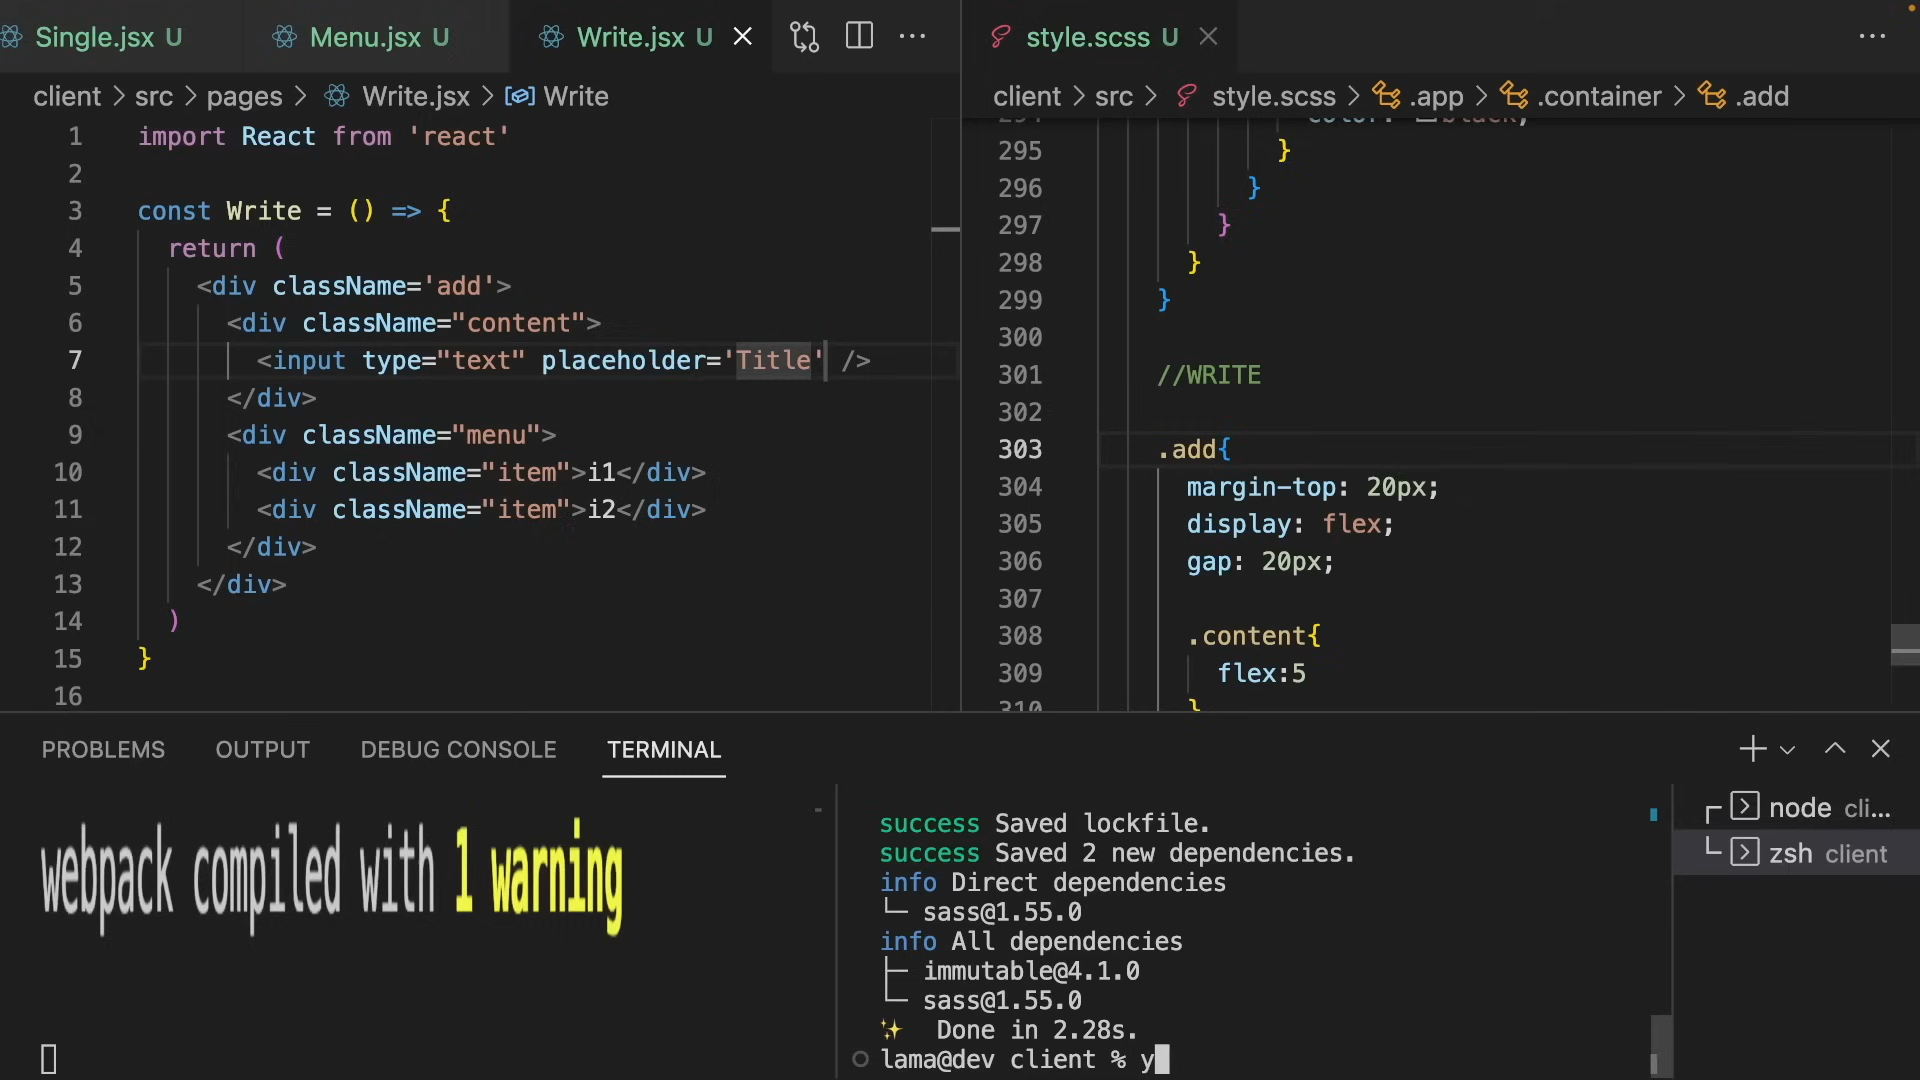 Single.jsx U
Menu.jsx U
Write.jsx U
client > src > pages > Write.jsx > Write
1 import React from 'react'
2
3 const Write = () => {
4 return (
5 <div className='add'>
6 <div className="content">
7 <input type="text" placeholder='Title' />
8 </div>
9 <div className="menu">
10 <div className="item">i1</div>
11 <div className="item">i2</div>
12 </div>
13 </div>
14 )
15 }
16
style.scss U
client > src > style.scss > .app > .container > .add
294 color: black;
295 }
296 }
297 }
298 }
299 }
300
301 //WRITE
302
303 .add{
304 margin-top: 20px;
305 display: flex;
306 gap: 20px;
307
308 .content{
309 flex:5
310 }
PROBLEMS OUTPUT DEBUG CONSOLE TERMINAL
webpack compiled with 1 warning
success Saved lockfile.
success Saved 2 new dependencies.
info Direct dependencies
└─ sass@1.55.0
info All dependencies
├─ immutable@4.1.0
└─ sass@1.55.0
✨ Done in 2.28s.
lama@dev client % y
node cli...
zsh client